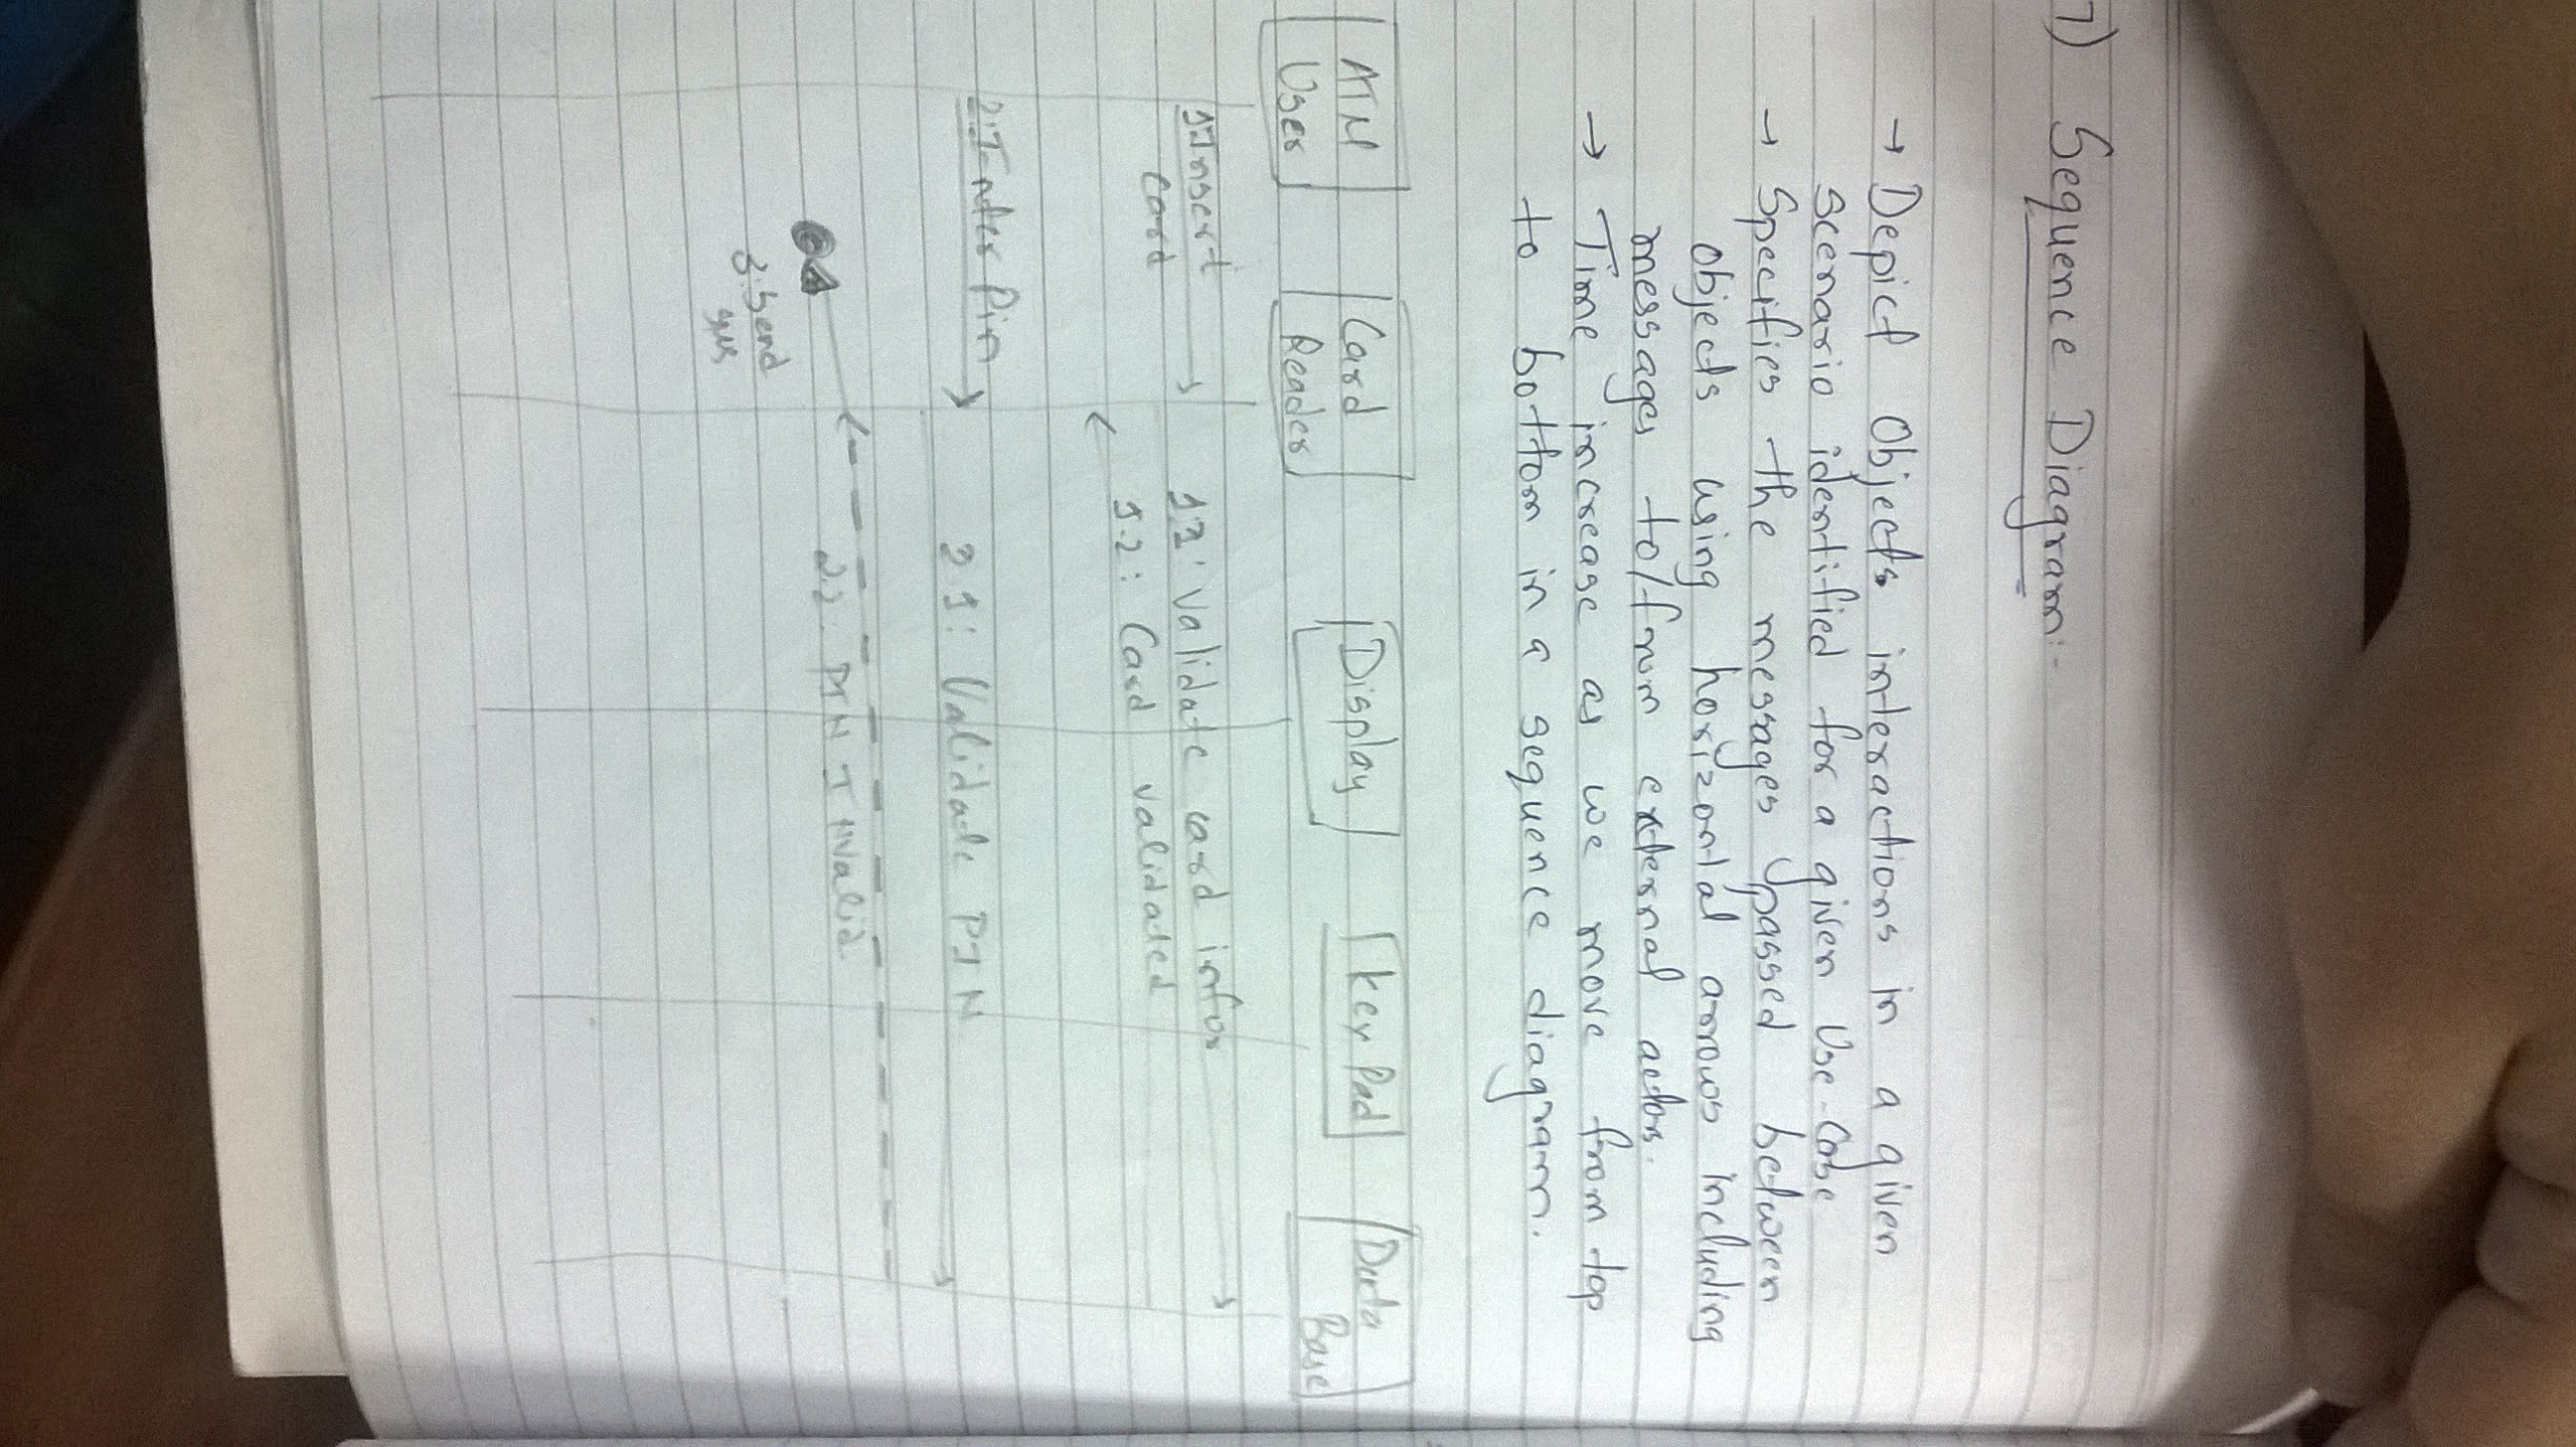 7) Sequence Diagram:-
→ Depict Objects interactions in a given
scenario identified for a given Use-Case
→ Specifies the messages passed between
objects using horizontal arrows including
messages to/from external actors.
→ Time increase as we move from top
to bottom in a sequence diagram.
ATM Card Display Key Pad Data
User Reader Base
1:Insert 1.1: Validate card infor
card 1.2: Card validated
2:Enter Pin 2.1: Validate PIN
2.2. PIN Invalid
3:Send
SMS